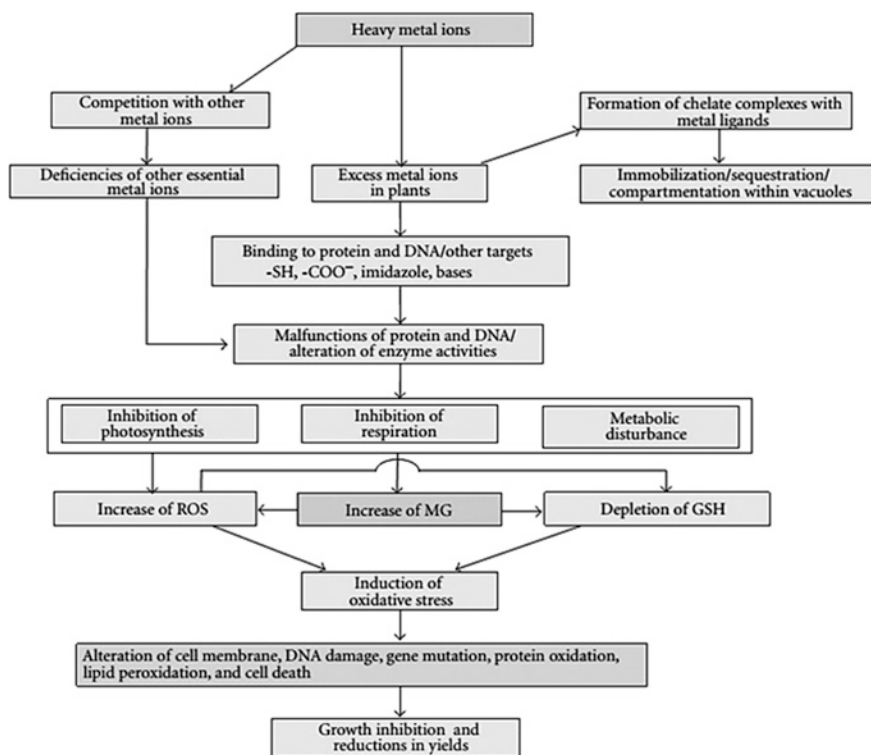 Heavy metal ions
Competition with other
metal ions
Formation of chelate complexes with
metal ligands
Deficiencies of other essential
metal ions
Excess metal ions
in plants
Immobilization/sequestration/
compartmentation within vacuoles
Binding to protein and DNA/other targets
-SH, -COO⁻, imidazole, bases
Malfunctions of protein and DNA/
alteration of enzyme activities
Inhibition of
photosynthesis
Inhibition of
respiration
Metabolic
disturbance
Increase of ROS
Increase of MG
Depletion of GSH
Induction of
oxidative stress
Alteration of cell membrane, DNA damage, gene mutation, protein oxidation,
lipid peroxidation, and cell death
Growth inhibition and
reductions in yields